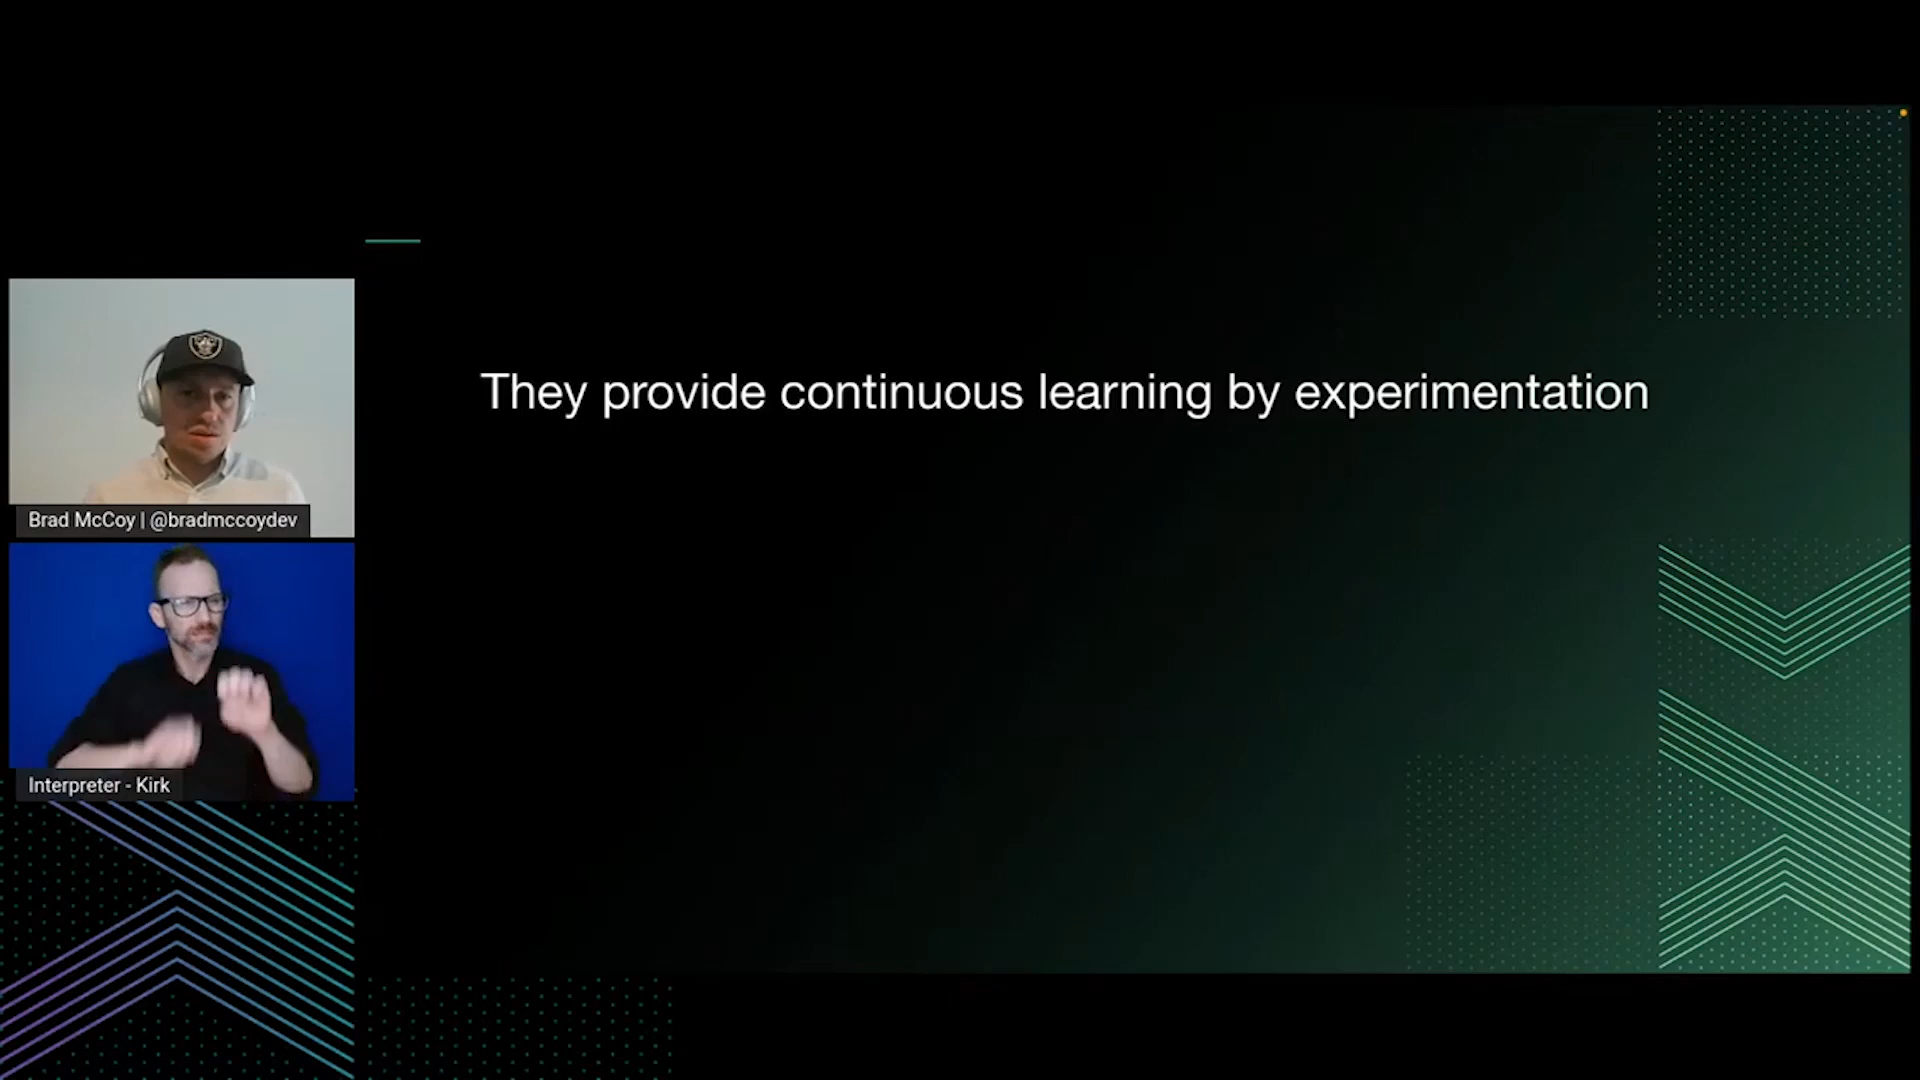 They provide continuous learning by experimentation
Brad McCoy | @bradmccoydev
Interpreter - Kirk